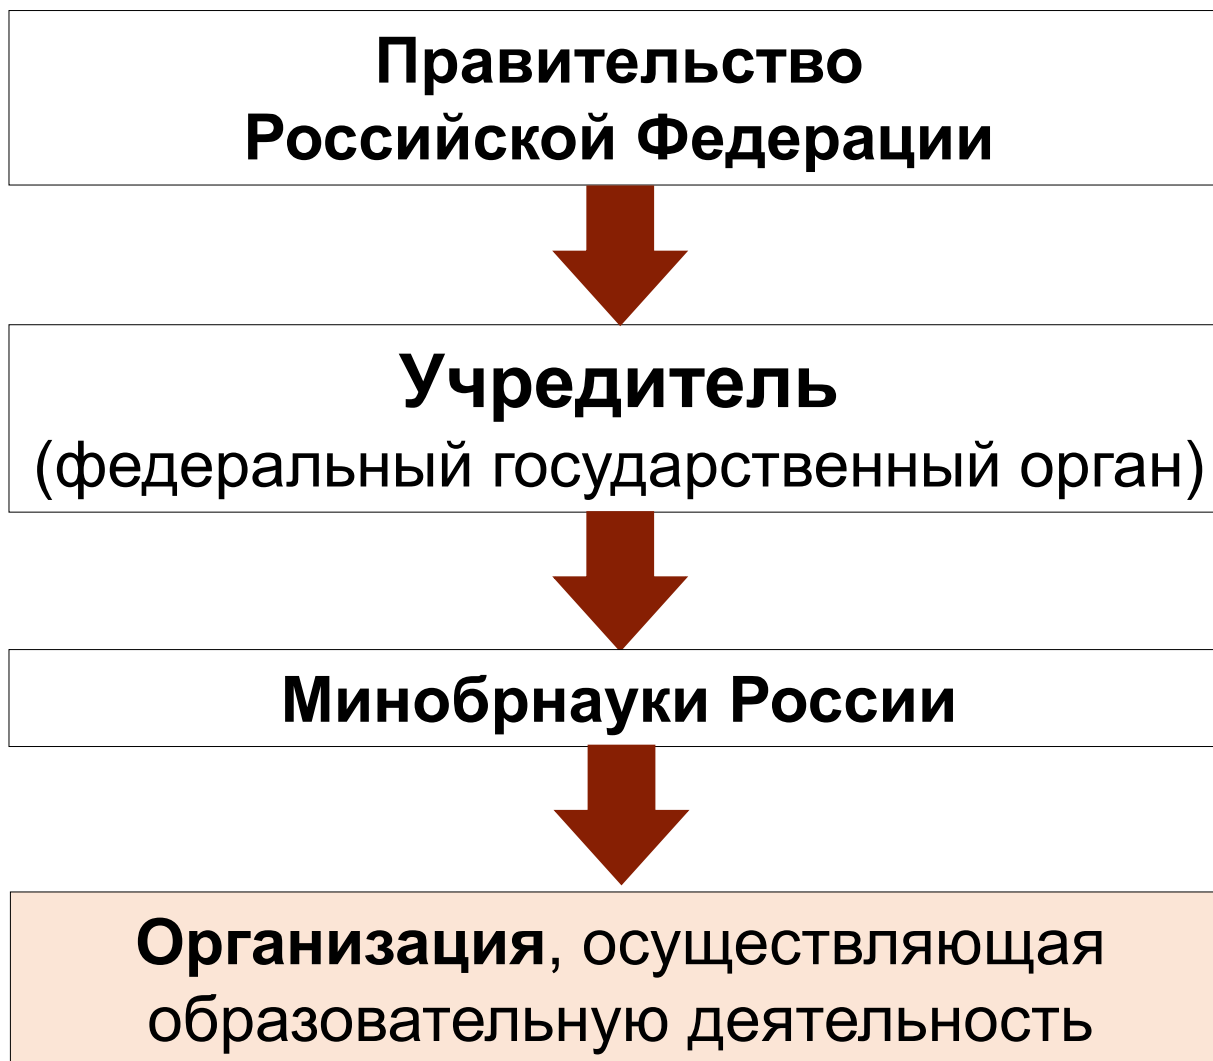 Правительство
Российской Федерации
Учредитель
(федеральный государственный орган)
Минобрнауки России
Организация, осуществляющая
образовательную деятельность